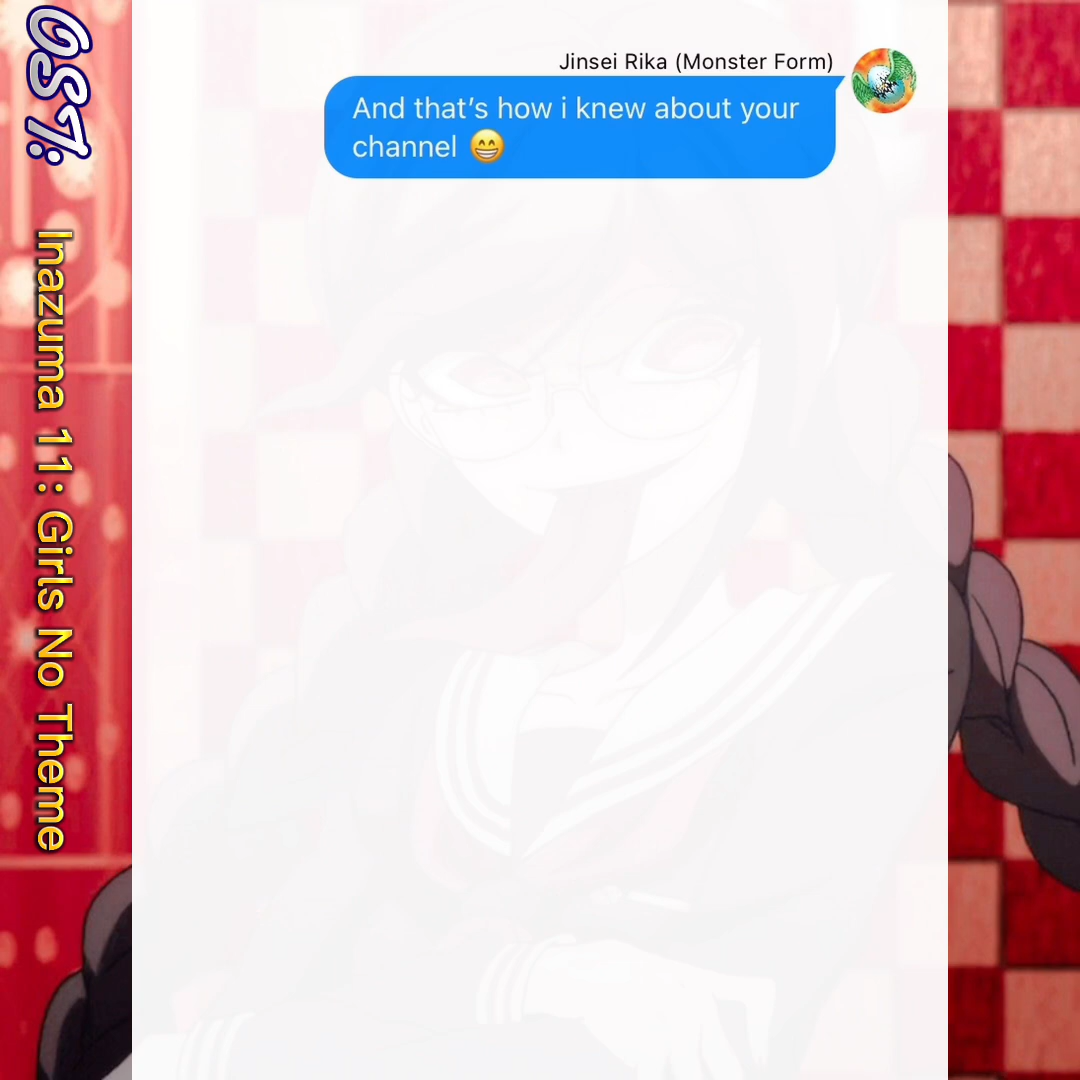 OST:
Inazuma 11: Girls No Theme
Jinsei Rika (Monster Form)
And that’s how i knew about your
channel 😁